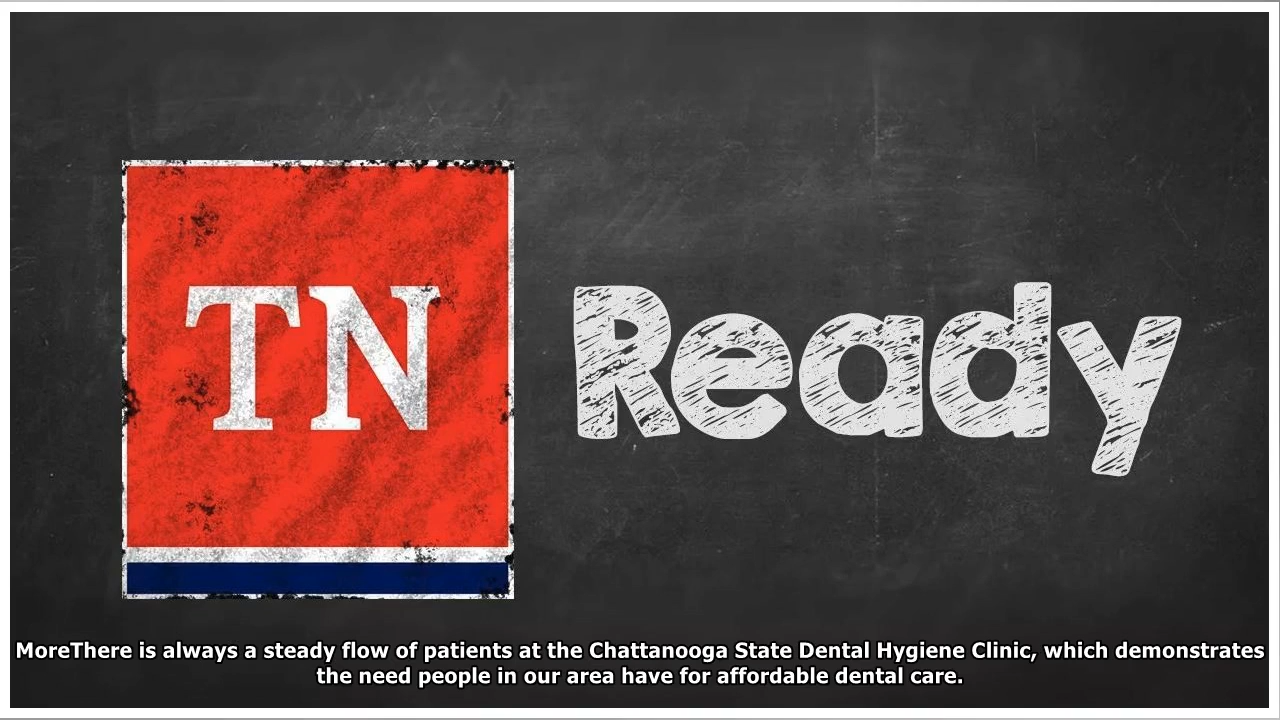 TN Ready
MoreThere is always a steady flow of patients at the Chattanooga State Dental Hygiene Clinic, which demonstrates
the need people in our area have for affordable dental care.